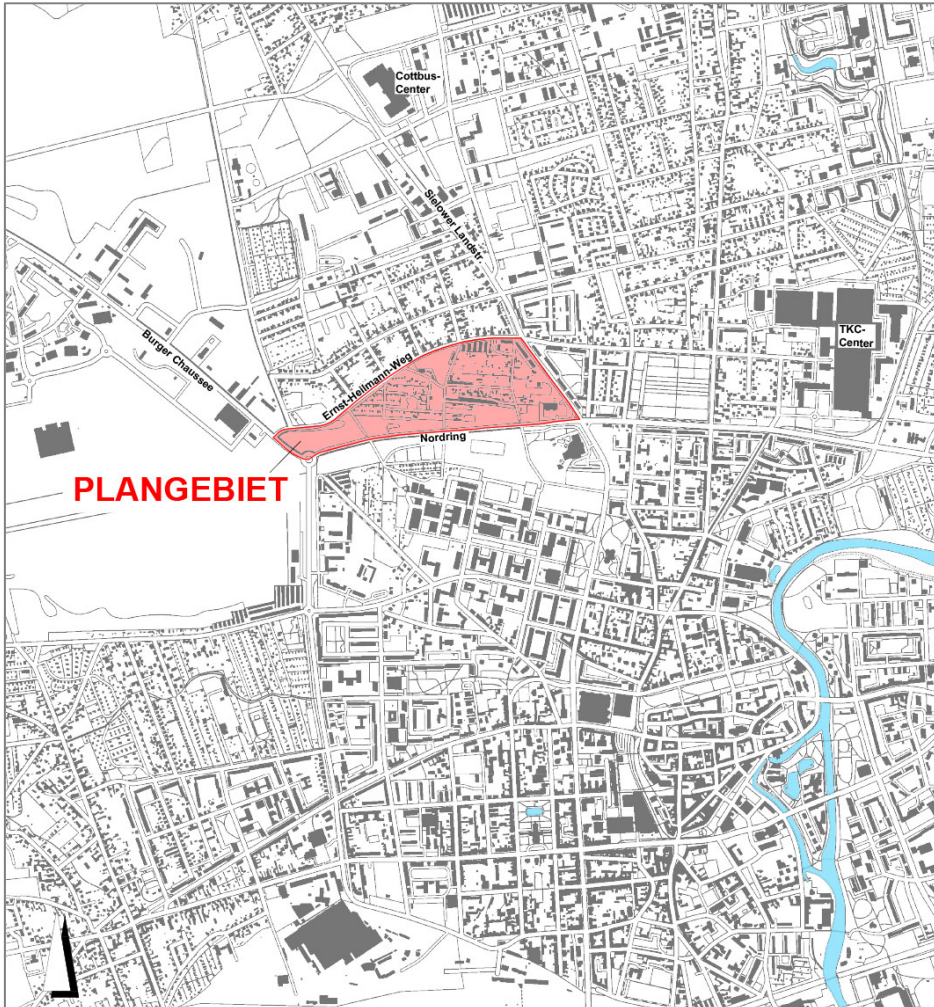 Cottbus-
Center
Sielower Landstr.
TKC-
Center
Burger Chaussee
Ernst-Heilmann-Weg
Nordring
PLANGEBIET